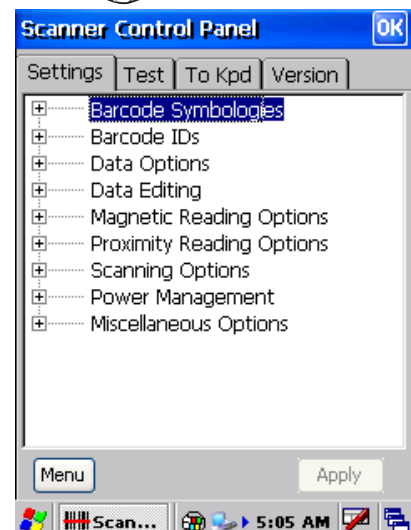 Scanner Control Panel OK
Settings Test To Kpd Version
Barcode Symbologies
Barcode IDs
Data Options
Data Editing
Magnetic Reading Options
Proximity Reading Options
Scanning Options
Power Management
Miscellaneous Options
Menu Apply
Scan... 5:05 AM